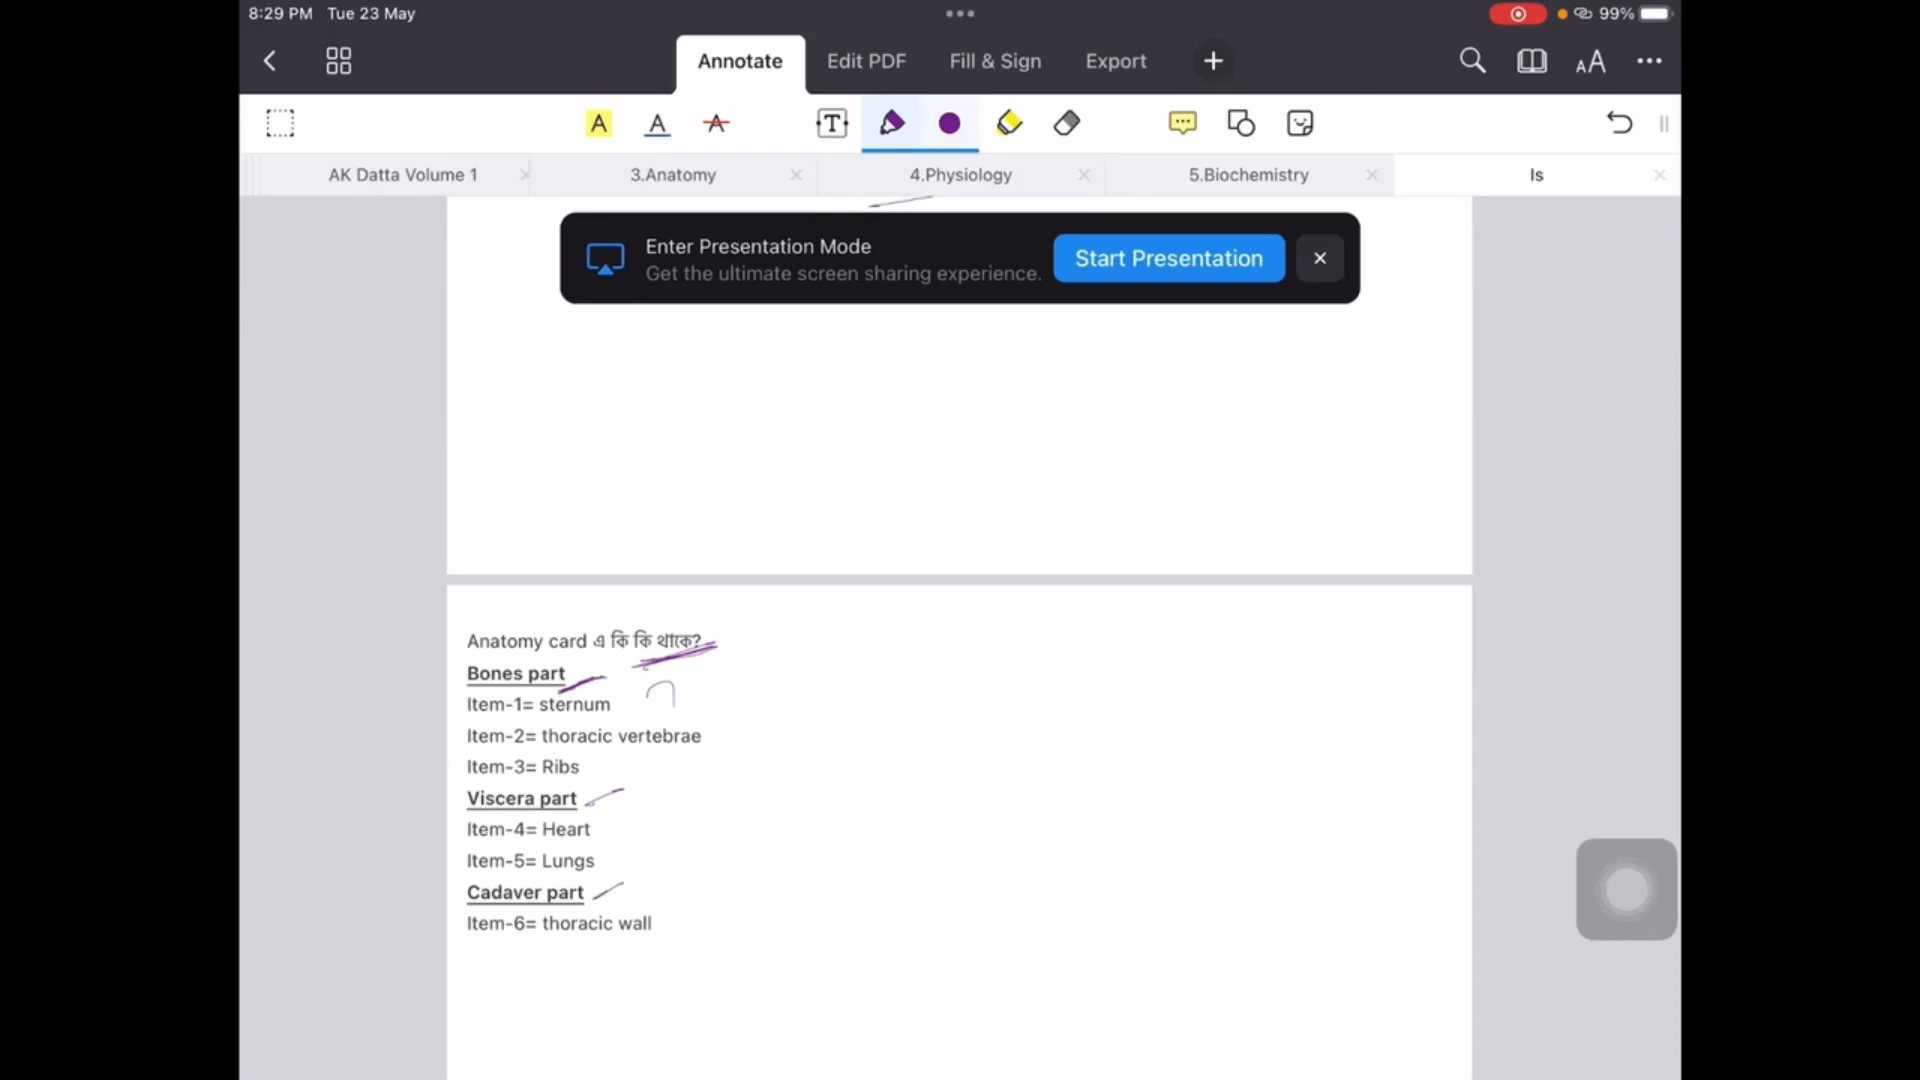 8:29 PM Tue 23 May 99%
Annotate Edit PDF Fill & Sign Export
AK Datta Volume 1 3.Anatomy 4.Physiology 5.Biochemistry Is
Enter Presentation Mode
Get the ultimate screen sharing experience.
Start Presentation
Anatomy card এ কি কি থাকে?
Bones part
Item-1= sternum
Item-2= thoracic vertebrae
Item-3= Ribs
Viscera part
Item-4= Heart
Item-5= Lungs
Cadaver part
Item-6= thoracic wall